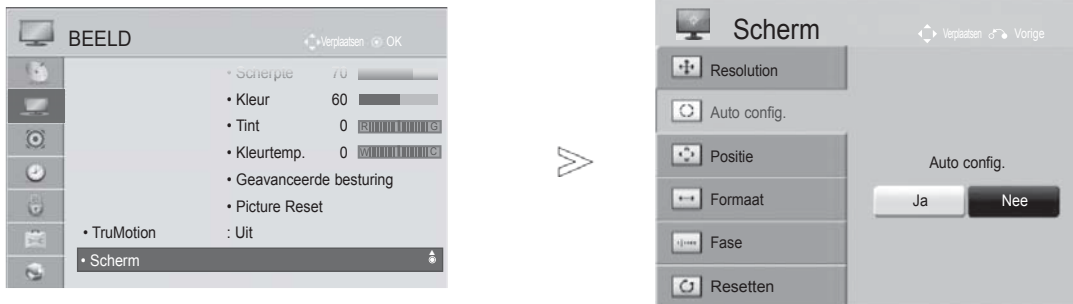 BEELD
Verplaatsen OK
• Scherpte 70
• Kleur 60
• Tint 0 R G
• Kleurtemp. 0 W C
• Geavanceerde besturing
• Picture Reset
• TruMotion : Uit
• Scherm
Scherm
Verplaatsen Vorige
Resolution
Auto config.
Positie
Formaat
Fase
Resetten
Auto config.
Ja Nee